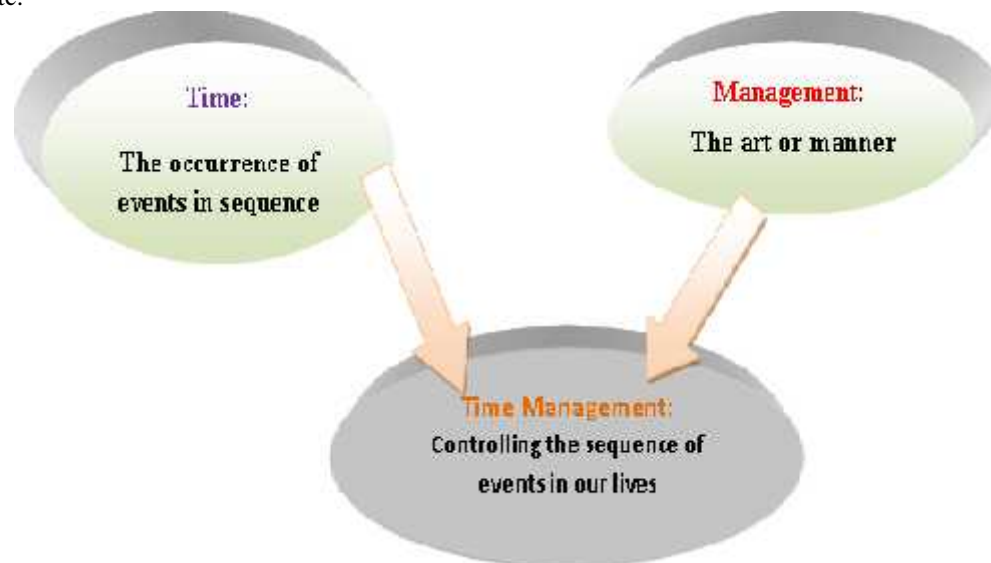 Time:
The occurrence of
events in sequence
Management:
The art or manner
Time Management:
Controlling the sequence of
events in our lives